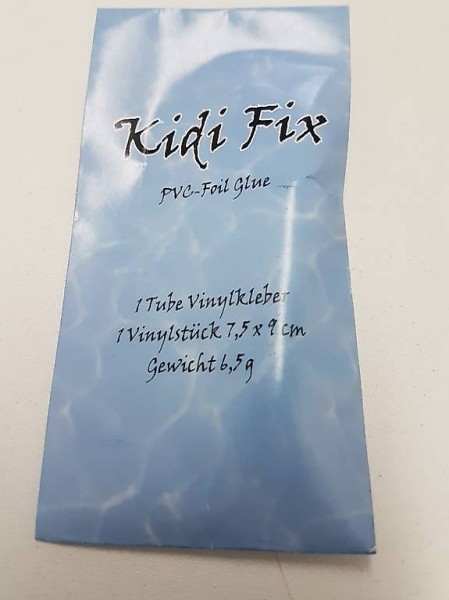 Kidi Fix
PVC-Foil Glue
1 Tube Vinylkleber
1 Vinylstück 7,5 x 9 cm
Gewicht 6,5g